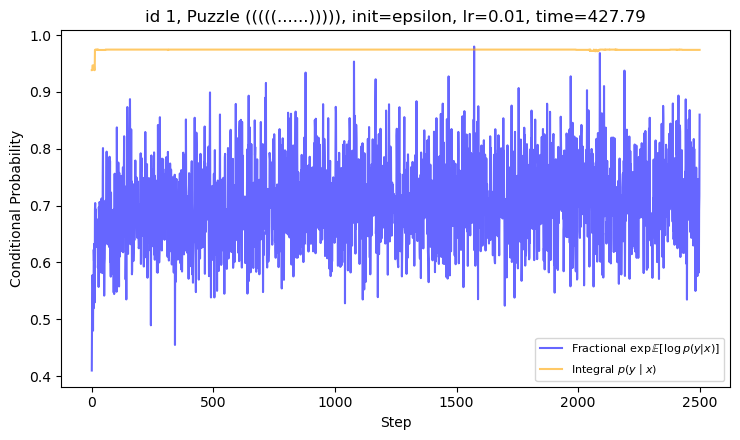 id 1, Puzzle (((((......))))), init=epsilon, lr=0.01, time=427.79
Conditional Probability
1.0
0.9
0.8
0.7
0.6
0.5
0.4
Fractional exp𝔼[log p(y|x)]
Integral p(y | x)
0
500
1000
1500
2000
2500
Step